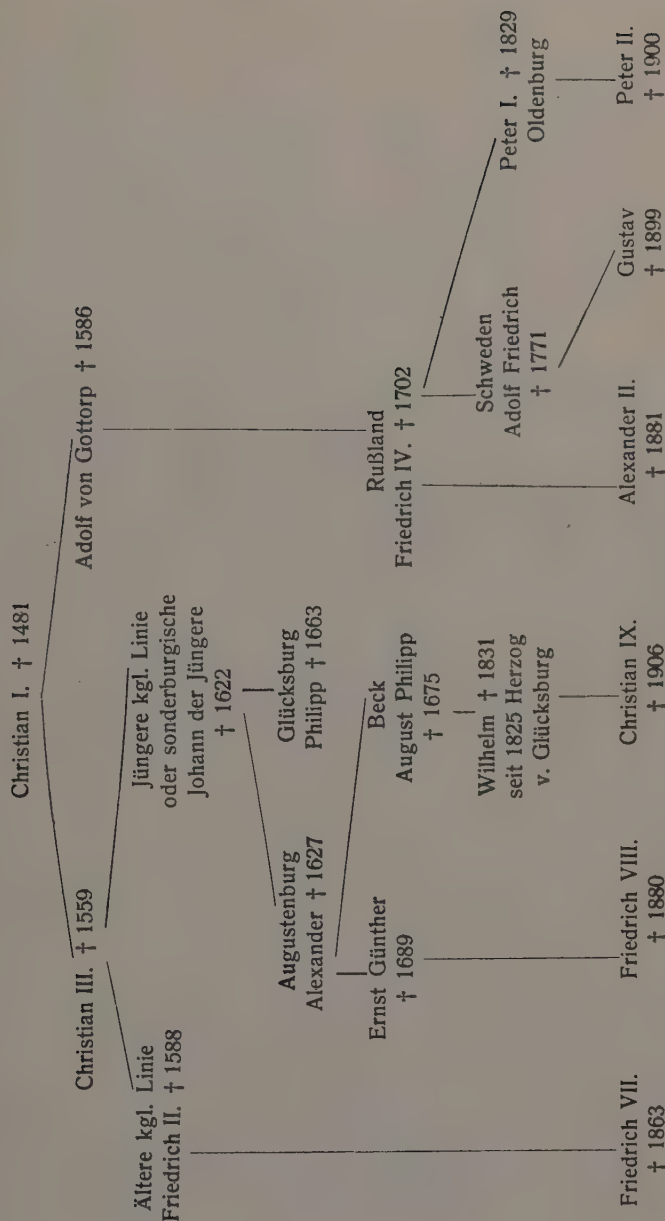 Christian I. † 1481
Christian III. † 1559
Adolf von Gottorp † 1586
Ältere kgl. Linie
Friedrich II. † 1588
Jüngere kgl. Linie
oder sonderburgische
Johann der Jüngere
† 1622
Augustenburg
Alexander † 1627
Glücksburg
Philipp † 1663
Ernst Günther
† 1689
Beck
August Philipp
† 1675
Rußland
Friedrich IV. † 1702
Wilhelm † 1831
seit 1825 Herzog
v. Glücksburg
Schweden
Adolf Friedrich
† 1771
Peter I. † 1829
Oldenburg
Friedrich VII.
† 1863
Friedrich VIII.
† 1880
Christian IX.
† 1906
Alexander II.
† 1881
Gustav
† 1899
Peter II.
† 1900